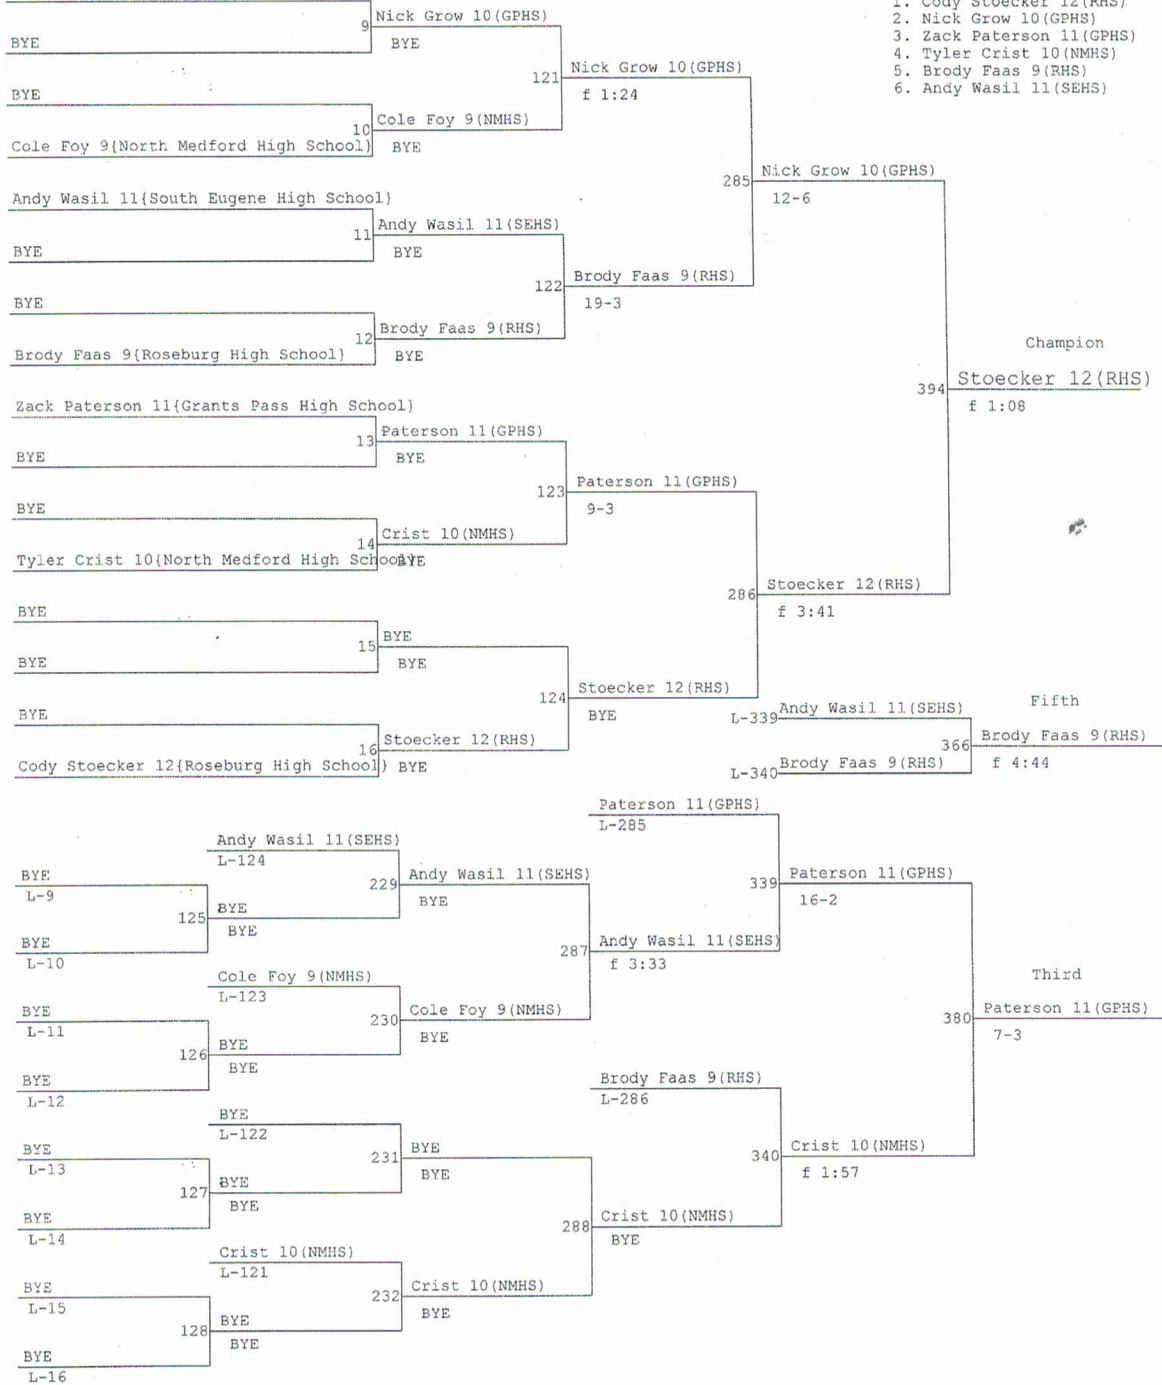 1. Cody Stoecker 12(RHS)
2. Nick Grow 10(GPHS)
3. Zack Paterson 11(GPHS)
4. Tyler Crist 10(NMHS)
5. Brody Faas 9(RHS)
6. Andy Wasil 11(SEHS)
9
Nick Grow 10(GPHS)
BYE
BYE
121
Nick Grow 10(GPHS)
f 1:24
BYE
10
Cole Foy 9(NMHS)
Cole Foy 9{North Medford High School}
BYE
285
Nick Grow 10(GPHS)
12-6
Andy Wasil 11{South Eugene High School}
11
Andy Wasil 11(SEHS)
BYE
BYE
122
Brody Faas 9(RHS)
19-3
BYE
12
Brody Faas 9(RHS)
Brody Faas 9{Roseburg High School}
BYE
Champion
394
Stoecker 12(RHS)
f 1:08
Zack Paterson 11{Grants Pass High School}
13
Paterson 11(GPHS)
BYE
BYE
123
Paterson 11(GPHS)
9-3
BYE
14
Crist 10(NMHS)
Tyler Crist 10{North Medford High School}
BYE
286
Stoecker 12(RHS)
f 3:41
BYE
15
BYE
BYE
BYE
124
Stoecker 12(RHS)
BYE
BYE
16
Stoecker 12(RHS)
Cody Stoecker 12{Roseburg High School}
BYE
Fifth
L-339
Andy Wasil 11(SEHS)
366
Brody Faas 9(RHS)
f 4:44
L-340
Brody Faas 9(RHS)
Paterson 11(GPHS)
L-285
Andy Wasil 11(SEHS)
L-124
BYE
L-9
229
Andy Wasil 11(SEHS)
BYE
339
Paterson 11(GPHS)
16-2
125
BYE
BYE
BYE
L-10
287
Andy Wasil 11(SEHS)
f 3:33
Cole Foy 9(NMHS)
L-123
Third
BYE
L-11
230
Cole Foy 9(NMHS)
BYE
380
Paterson 11(GPHS)
7-3
126
BYE
BYE
BYE
L-12
Brody Faas 9(RHS)
L-286
BYE
L-122
BYE
L-13
231
BYE
BYE
340
Crist 10(NMHS)
f 1:57
127
BYE
BYE
BYE
L-14
288
Crist 10(NMHS)
BYE
Crist 10(NMHS)
L-121
BYE
L-15
232
Crist 10(NMHS)
BYE
128
BYE
BYE
BYE
L-16